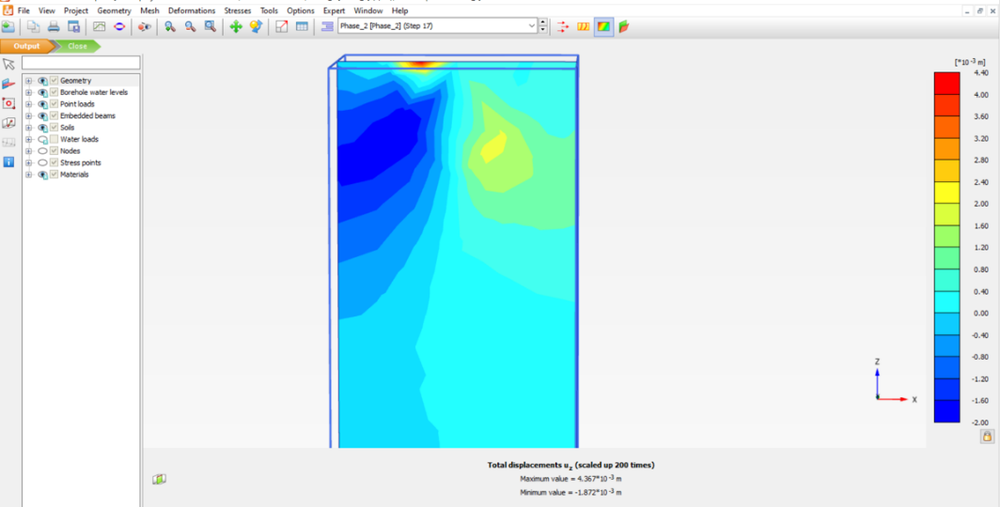 File View Project Geometry Mesh Deformations Stresses Tools Options Expert Window Help
Phase_2 [Phase_2] (Step 17)
Output Close
Geometry
Borehole water levels
Point loads
Embedded beams
Soils
Water loads
Nodes
Stress points
Materials
[*10 -3 m]
4.40
4.00
3.60
3.20
2.80
2.40
2.00
1.60
1.20
0.80
0.40
0.00
-0.40
-0.80
-1.20
-1.60
-2.00
Z
X
Total displacements uz (scaled up 200 times)
Maximum value = 4.367*10 -3 m
Minimum value = -1.872*10 -3 m